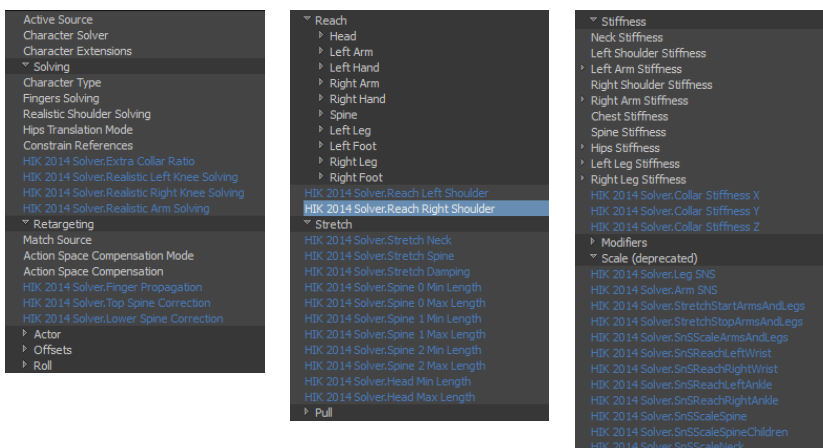 Active Source
Character Solver
Character Extensions
Solving
Character Type
Fingers Solving
Realistic Shoulder Solving
Hips Translation Mode
Constrain References
HIK 2014 Solver.Extra Collar Ratio
HIK 2014 Solver.Realistic Left Knee Solving
HIK 2014 Solver.Realistic Right Knee Solving
HIK 2014 Solver.Realistic Arm Solving
Retargeting
Match Source
Action Space Compensation Mode
Action Space Compensation
HIK 2014 Solver.Finger Propagation
HIK 2014 Solver.Top Spine Correction
HIK 2014 Solver.Lower Spine Correction
Actor
Offsets
Roll
Reach
Head
Left Arm
Left Hand
Right Arm
Right Hand
Spine
Left Leg
Left Foot
Right Leg
Right Foot
HIK 2014 Solver.Reach Left Shoulder
HIK 2014 Solver.Reach Right Shoulder
Stretch
HIK 2014 Solver.Stretch Neck
HIK 2014 Solver.Stretch Spine
HIK 2014 Solver.Stretch Damping
HIK 2014 Solver.Spine 0 Min Length
HIK 2014 Solver.Spine 0 Max Length
HIK 2014 Solver.Spine 1 Min Length
HIK 2014 Solver.Spine 1 Max Length
HIK 2014 Solver.Spine 2 Min Length
HIK 2014 Solver.Spine 2 Max Length
HIK 2014 Solver.Head Min Length
HIK 2014 Solver.Head Max Length
Pull
Stiffness
Neck Stiffness
Left Shoulder Stiffness
Left Arm Stiffness
Right Shoulder Stiffness
Right Arm Stiffness
Chest Stiffness
Spine Stiffness
Hips Stiffness
Left Leg Stiffness
Right Leg Stiffness
HIK 2014 Solver.Collar Stiffness X
HIK 2014 Solver.Collar Stiffness Y
HIK 2014 Solver.Collar Stiffness Z
Modifiers
Scale (deprecated)
HIK 2014 Solver.Leg SNS
HIK 2014 Solver.Arm SNS
HIK 2014 Solver.StretchStartArmsAndLegs
HIK 2014 Solver.StretchStopArmsAndLegs
HIK 2014 Solver.SnSScaleArmsAndLegs
HIK 2014 Solver.SnSReachLeftWrist
HIK 2014 Solver.SnSReachRightWrist
HIK 2014 Solver.SnSReachLeftAnkle
HIK 2014 Solver.SnSReachRightAnkle
HIK 2014 Solver.SnSScaleSpine
HIK 2014 Solver.SnSScaleSpineChildren
HIK 2014 Solver.SnSScaleNeck